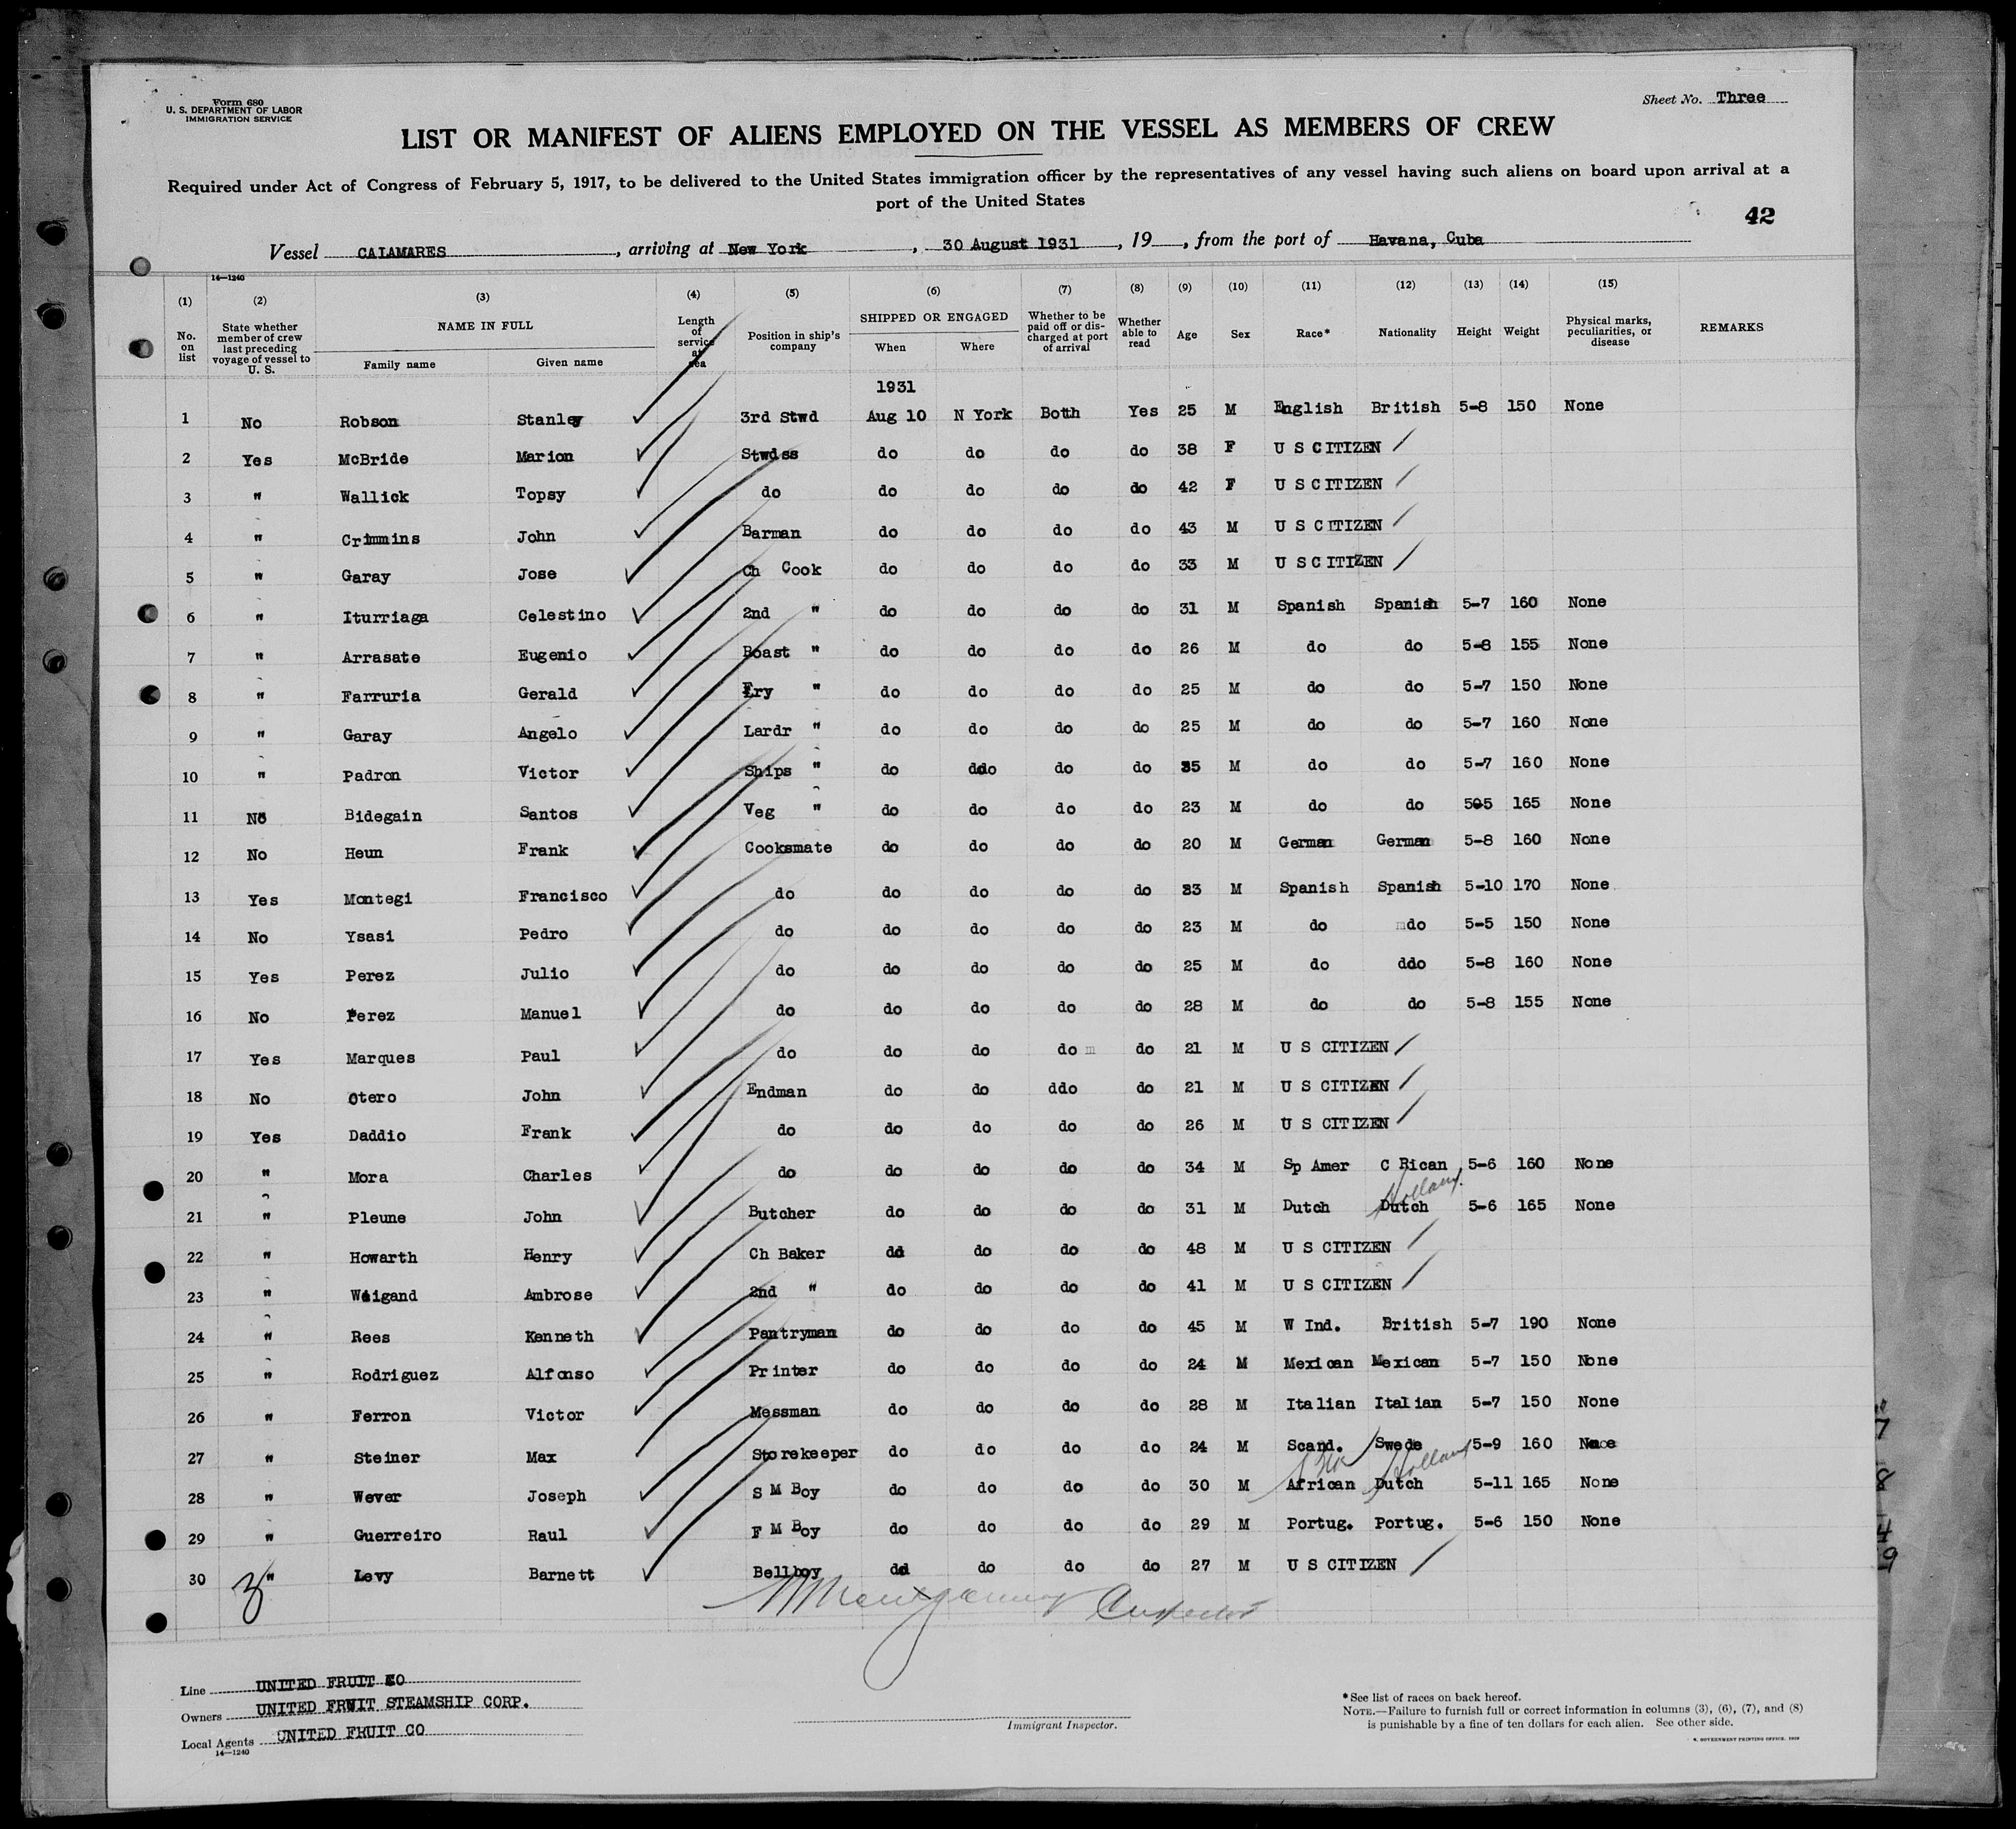 Form 680
U. S. DEPARTMENT OF LABOR
IMMIGRATION SERVICE
Sheet No. Three
LIST OR MANIFEST OF ALIENS EMPLOYED ON THE VESSEL AS MEMBERS OF CREW
Required under Act of Congress of February 5, 1917, to be delivered to the United States immigration officer by the representatives of any vessel having such aliens on board upon arrival at a
port of the United States
42
Vessel CALAMARES, arriving at New York, 30 August 1931, 19, from the port of Havana, Cuba
14—1240
(1) (2) (3) (4) (5) (6) (7) (8) (9) (10) (11) (12) (13) (14) (15)
No. on list State whether member of crew last preceding voyage of vessel to U. S. NAME IN FULL Family name Given name Length of service at sea Position in ship's company SHIPPED OR ENGAGED When Where Whether to be paid off or discharged at port of arrival Whether able to read Age Sex Race* Nationality Height Weight Physical marks, peculiarities, or disease REMARKS
1931
1 No Robson Stanley 3rd Stwd Aug 10 N York Both Yes 25 M English British 5-8 150 None
2 Yes McBride Marion Stwdss do do do do 38 F U S CITIZEN
3 " Wallick Topsy do do do do do 42 F U S CITIZEN
4 " Crimmins John Barman do do do do 43 M U S CITIZEN
5 " Garay Jose Ch Cook do do do do 33 M U S CITIZEN
6 " Iturriaga Celestino 2nd " do do do do 31 M Spanish Spanish 5-7 160 None
7 " Arrasate Eugenio Roast " do do do do 26 M do do 5-8 155 None
8 " Farruria Gerald Fry " do do do do 25 M do do 5-7 150 None
9 " Garay Angelo Lardr " do do do do 25 M do do 5-7 160 None
10 " Padron Victor Ships " do ddo do do 35 M do do 5-7 160 None
11 No Bidegain Santos Veg " do do do do 23 M do do 5-5 165 None
12 No Heun Frank Cooksmate do do do do 20 M German German 5-8 160 None
13 Yes Montegi Francisco do do do do do 33 M Spanish Spanish 5-10 170 None
14 No Ysasi Pedro do do do do do 23 M do do 5-5 150 None
15 Yes Perez Julio do do do do do 25 M do ddo 5-8 160 None
16 No Perez Manuel do do do do do 28 M do do 5-8 155 None
17 Yes Marques Paul do do do do do 21 M U S CITIZEN
18 No Otero John Endman do do ddo do 21 M U S CITIZEN
19 Yes Daddio Frank do do do do do 26 M U S CITIZEN
20 " Mora Charles do do do do do 34 M Sp Amer C Rican 5-6 160 None
Holland
21 " Pleune John Butcher do do do do 31 M Dutch Dutch 5-6 165 None
22 " Howarth Henry Ch Baker dd do do do 48 M U S CITIZEN
23 " Weigand Ambrose 2nd " do do do do 41 M U S CITIZEN
24 " Rees Kenneth Pantryman do do do do 45 M W Ind. British 5-7 190 None
25 " Rodriguez Alfonso Printer do do do do 24 M Mexican Mexican 5-7 150 None
26 " Ferron Victor Messman do do do do 28 M Italian Italian 5-7 150 None
27 " Steiner Max Storekeeper do do do do 24 M Scand. Swede 5-9 160 None
Holland
28 " Wever Joseph S M Boy do do do do 30 M African Dutch 5-11 165 None
29 " Guerreiro Raul F M Boy do do do do 29 M Portug. Portug. 5-6 150 None
30 " Levy Barnett Bellboy dd do do do 27 M U S CITIZEN
Inspector
Line UNITED FRUIT CO
Owners UNITED FRUIT STEAMSHIP CORP.
Local Agents UNITED FRUIT CO
14—1240
Immigrant Inspector.
*See list of races on back hereof.
NOTE.—Failure to furnish full or correct information in columns (3), (6), (7), and (8)
is punishable by a fine of ten dollars for each alien. See other side.